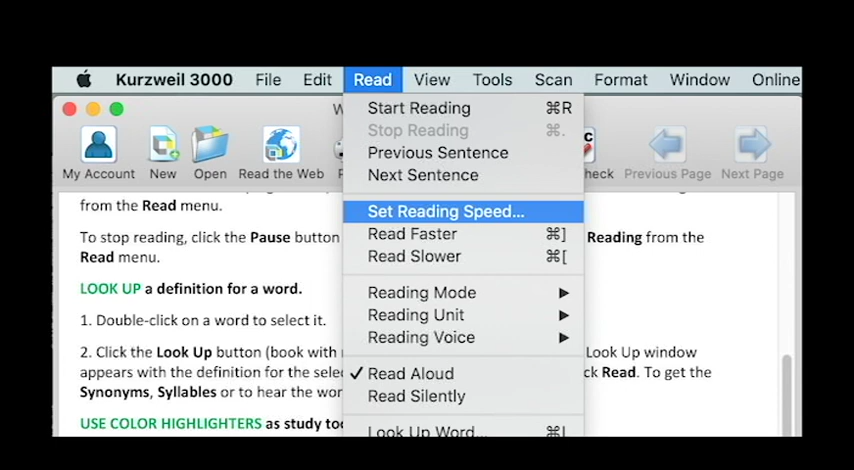 Kurzweil 3000 File Edit Read View Tools Scan Format Window Online
My Account New Open Read the Web Previous Page Next Page
Start Reading ⌘R
Stop Reading ⌘.
Previous Sentence
Next Sentence
Set Reading Speed...
Read Faster ⌘]
Read Slower ⌘[
Reading Mode ▶
Reading Unit ▶
Reading Voice ▶
✓ Read Aloud
Read Silently
Look Up Word...
from the Read menu.
To stop reading, click the Pause button Reading from the
Read menu.
LOOK UP a definition for a word.
1. Double-click on a word to select it.
2. Click the Look Up button (book with Look Up window
appears with the definition for the Read. To get the
Synonyms, Syllables or to hear the
USE COLOR HIGHLIGHTERS as study